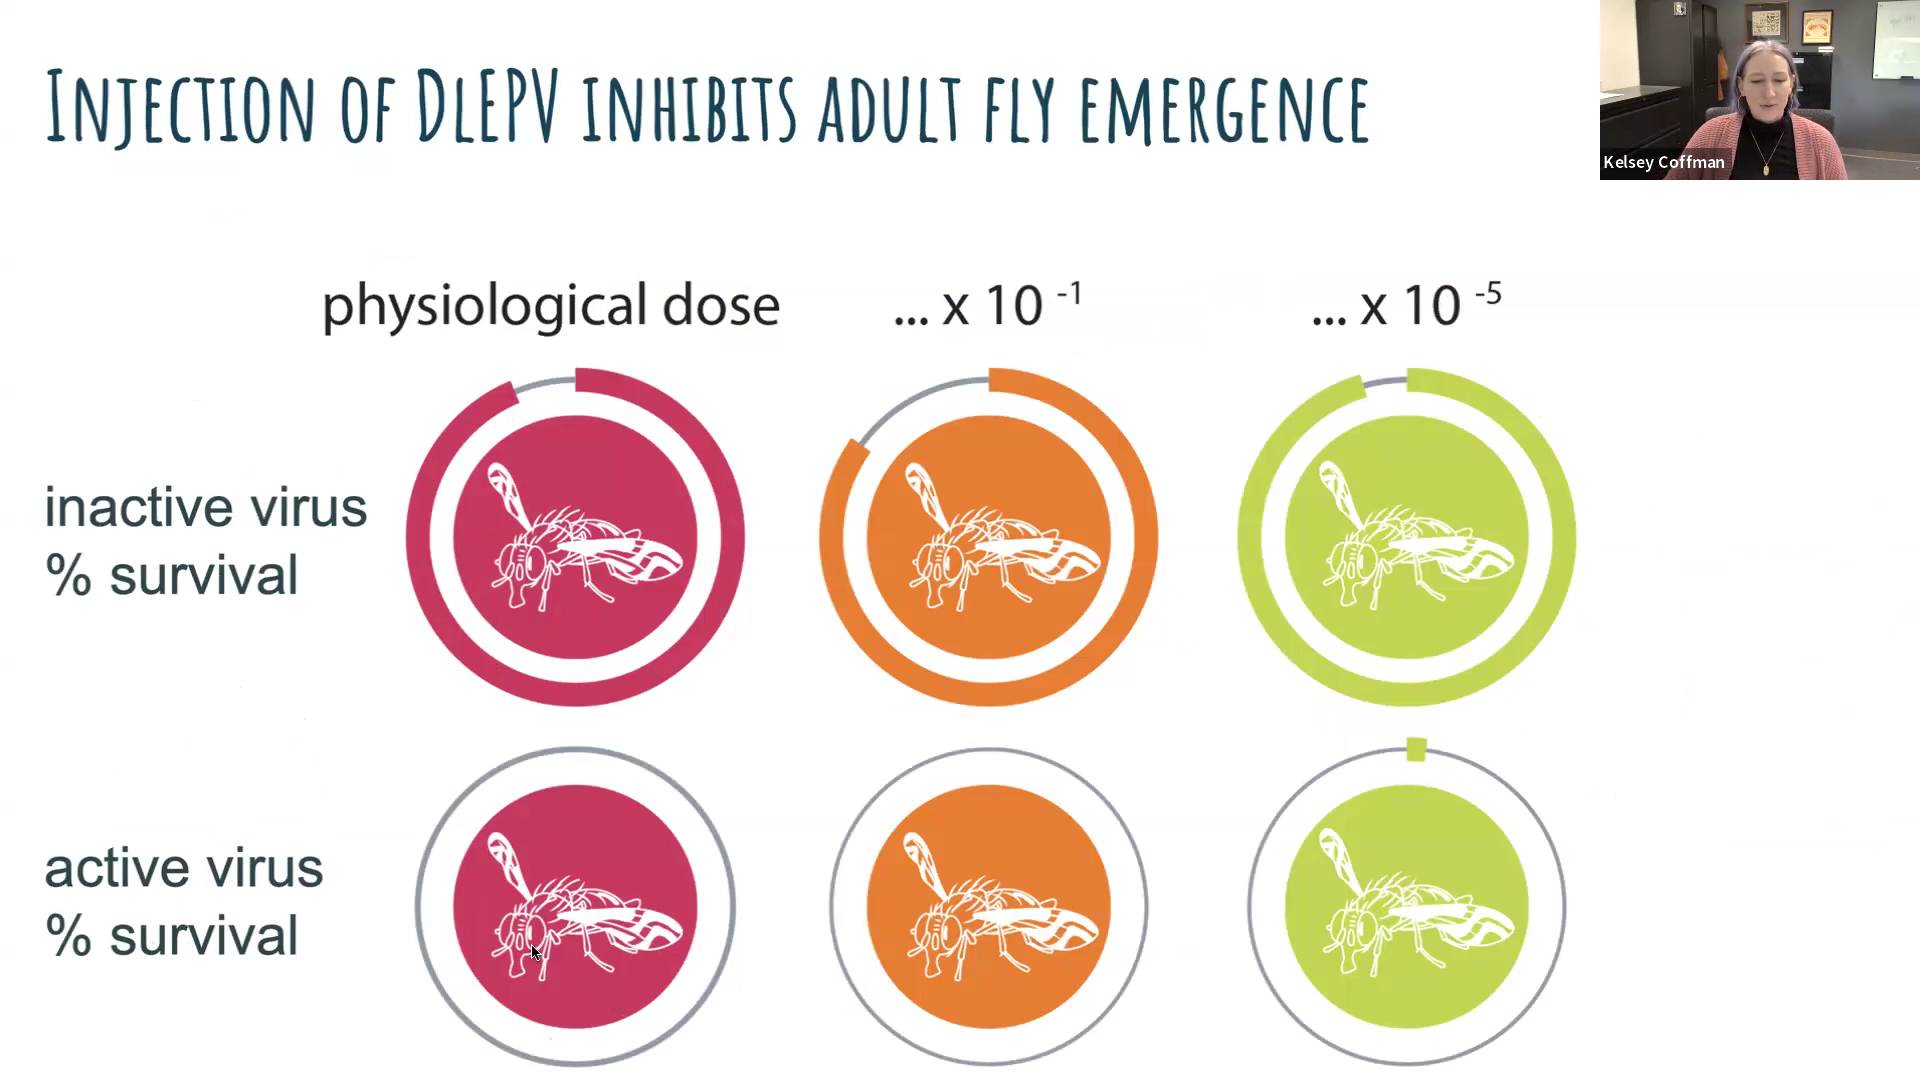 Injection of DlEPV inhibits adult fly emergence
Kelsey Coffman
physiological dose
... x 10 -1
... x 10 -5
inactive virus
% survival
active virus
% survival